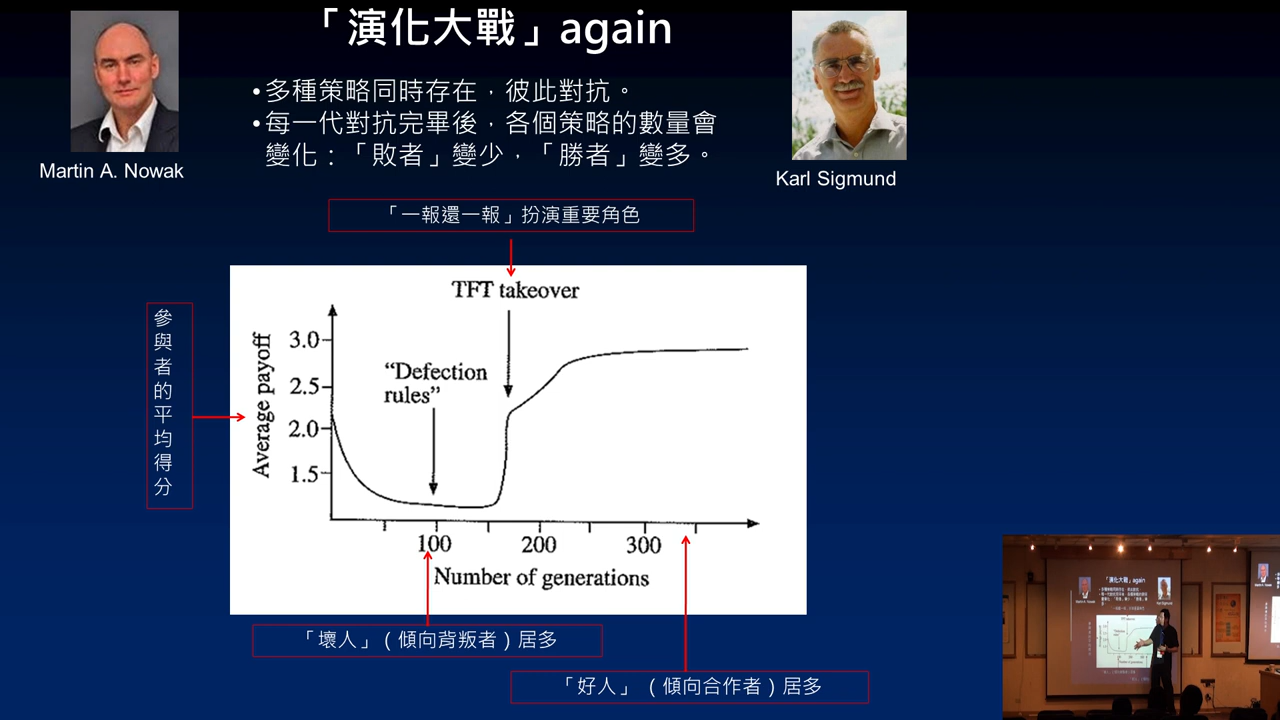 「演化大戰」again
•多種策略同時存在，彼此對抗。
•每一代對抗完畢後，各個策略的數量會
變化：「敗者」變少，「勝者」變多。
Martin A. Nowak
Karl Sigmund
「一報還一報」扮演重要角色
TFT takeover
"Defection
rules"
參與者的平均得分
Average payoff
3.0
2.5
2.0
1.5
100
200
300
Number of generations
「壞人」（傾向背叛者）居多
「好人」（傾向合作者）居多